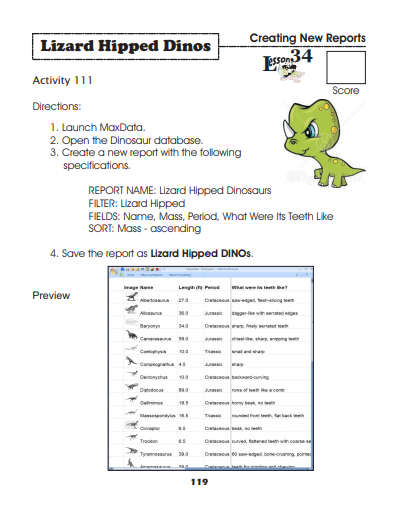 Creating New Reports
Lizard Hipped Dinos
Lesson 34
Score
Activity 111
Directions:
1. Launch MaxData.
2. Open the Dinosaur database.
3. Create a new report with the following
specifications.
REPORT NAME: Lizard Hipped Dinosaurs
FILTER: Lizard Hipped
FIELDS: Name, Mass, Period, What Were Its Teeth Like
SORT: Mass - ascending
4. Save the report as Lizard Hipped DINOs.
Preview
Image Name Length (ft) Period What were its teeth like?
Albertosaurus 27.0 Cretaceous saw-edged, flesh-slicing teeth
Allosaurus 36.0 Jurassic dagger-like with serrated edges
Baryonyx 34.0 Cretaceous sharp, finely serrated teeth
Camarasaurus 59.0 Jurassic chisel-like, sharp, snipping teeth
Coelophysis 10.0 Triassic small and sharp
Compsognathus 4.5 Jurassic sharp
Deinonychus 10.0 Cretaceous backward-curving
Diplodocus 89.0 Jurassic rows of teeth like a comb
Gallimimus 19.5 Cretaceous horny beak, no teeth
Massospondylus 16.5 Triassic rounded front teeth, flat back teeth
Oviraptor 6.5 Cretaceous beak, no teeth
Troodon 6.5 Cretaceous curved, flattened teeth with coarse se
Tyrannosaurus 39.0 Cretaceous 60 saw-edged, bone-crushing, pointed
119